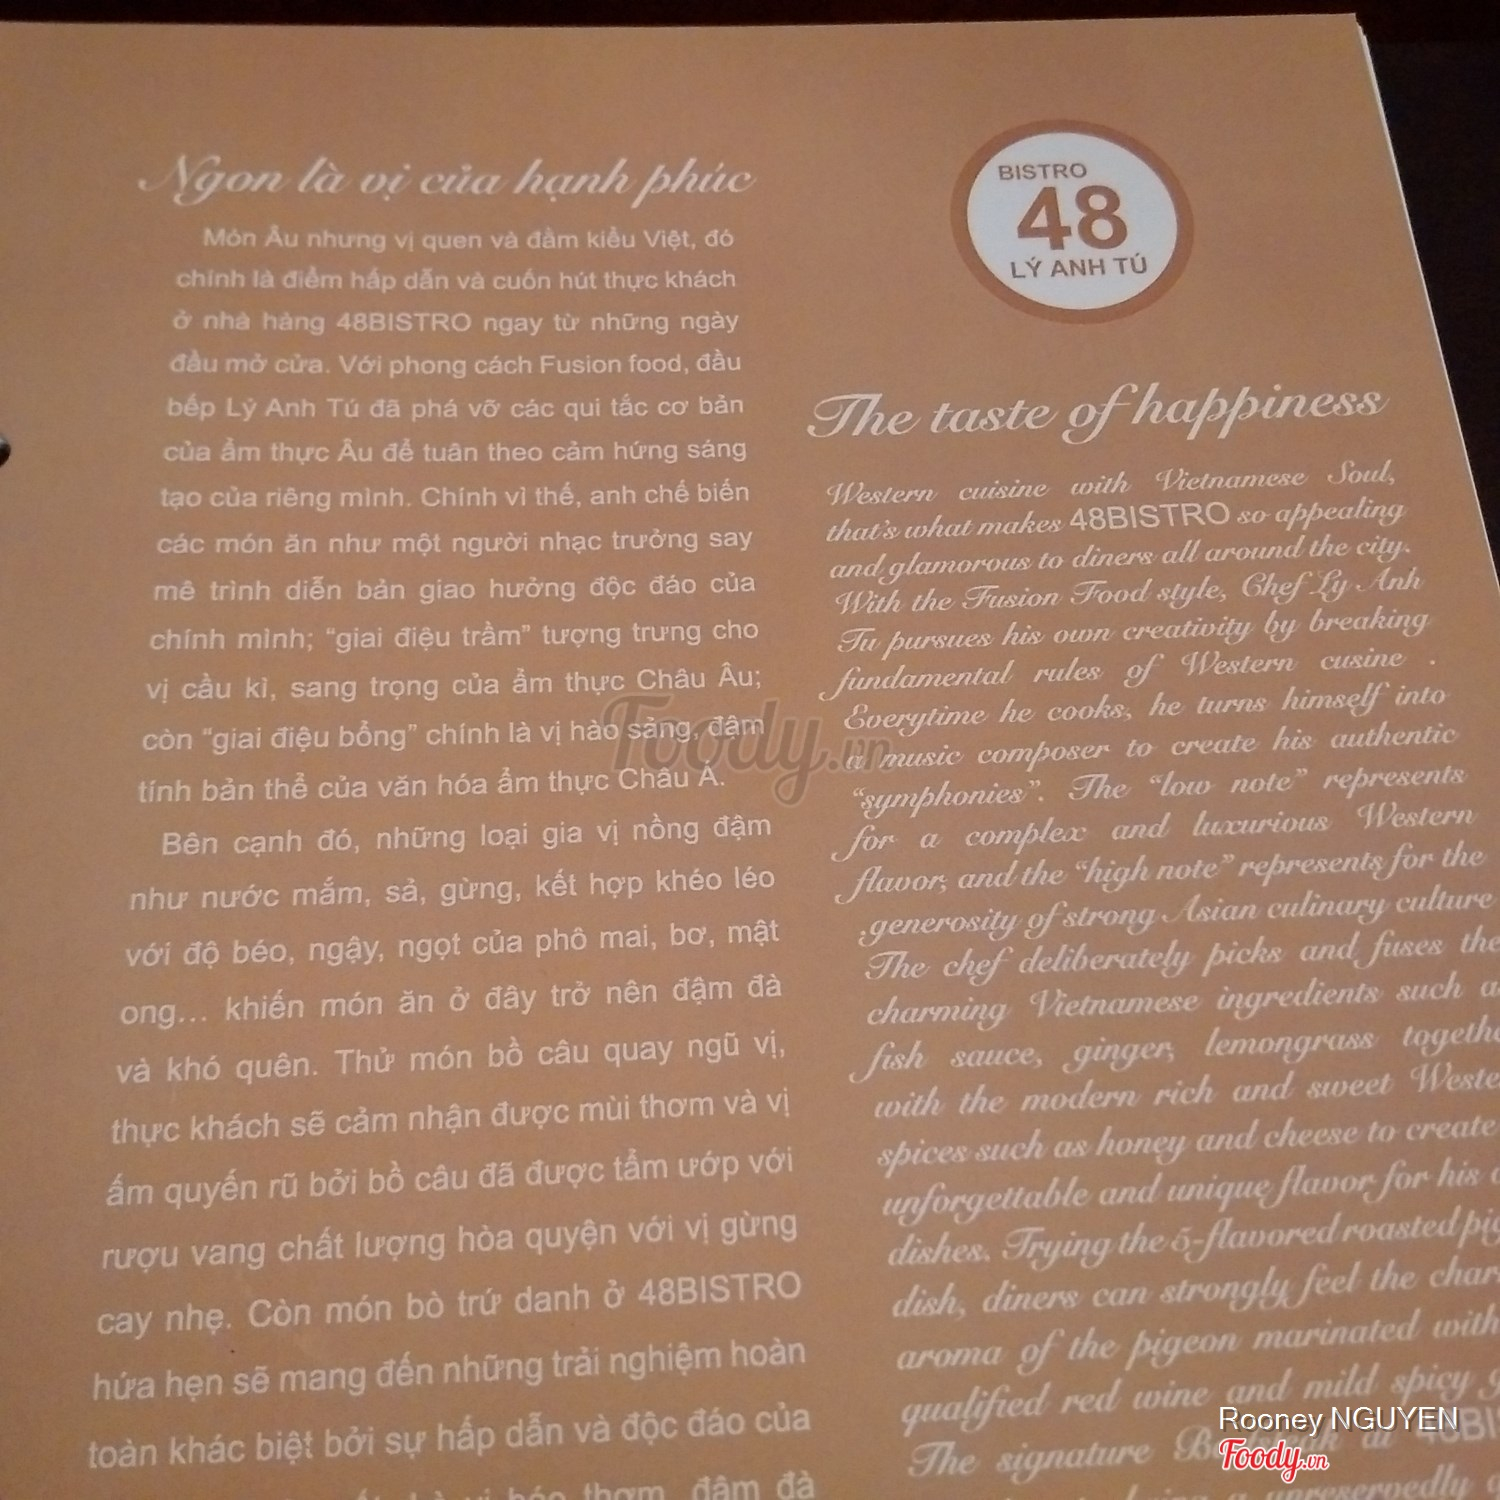 Ngon là vị của hạnh phúc
Món Âu nhưng vị quen và đằm kiểu Việt, đó
chính là điểm hấp dẫn và cuốn hút thực khách
ở nhà hàng 48BISTRO ngay từ những ngày
đầu mở cửa. Với phong cách Fusion food, đầu
bếp Lý Anh Tú đã phá vỡ các qui tắc cơ bản
của ẩm thực Âu để tuân theo cảm hứng sáng
tạo của riêng mình. Chính vì thế, anh chế biến
các món ăn như một người nhạc trưởng say
mê trình diễn bản giao hưởng độc đáo của
chính mình; “giai điệu trầm” tượng trưng cho
vị cầu kì, sang trọng của ẩm thực Châu Âu;
còn “giai điệu bổng” chính là vị hào sảng, đậm
tính bản thể của văn hóa ẩm thực Châu Á.
Bên cạnh đó, những loại gia vị nồng đậm
như nước mắm, sả, gừng, kết hợp khéo léo
với độ béo, ngậy, ngọt của phô mai, bơ, mật
ong... khiến món ăn ở đây trở nên đậm đà
và khó quên. Thử món bồ câu quay ngũ vị,
thực khách sẽ cảm nhận được mùi thơm và vị
ấm quyến rũ bởi bồ câu đã được tẩm ướp với
rượu vang chất lượng hòa quyện với vị gừng
cay nhẹ. Còn món bò trứ danh ở 48BISTRO
hứa hẹn sẽ mang đến những trải nghiệm hoàn
toàn khác biệt bởi sự hấp dẫn và độc đáo của
vị béo thơm, đậm đà
BISTRO
48
LÝ ANH TÚ
The taste of happiness
Western cuisine with Vietnamese Soul,
that's what makes 48BISTRO so appealing
and glamorous to diners all around the city.
With the Fusion Food style, Chef Ly Anh
Tu pursues his own creativity by breaking
fundamental rules of Western cusine .
Everytime he cooks, he turns himself into
a music composer to create his authentic
“symphonies”. The “low note” represents
for a complex and luxurious Western
flavor, and the “high note” represents for the
generosity of strong Asian culinary culture
The chef deliberately picks and fuses the
charming Vietnamese ingredients such
fish sauce, ginger, lemongrass
with the modern rich and sweet
spices such as honey and cheese to create
unforgettable and unique flavor for his
dishes. Trying the 5-flavored roasted
dish, diners can strongly feel the
aroma of the pigeon marinated with
qualified red wine and mild spicy
The signature at
unreservedly
Foody.vn
Rooney NGUYEN
Foody.vn